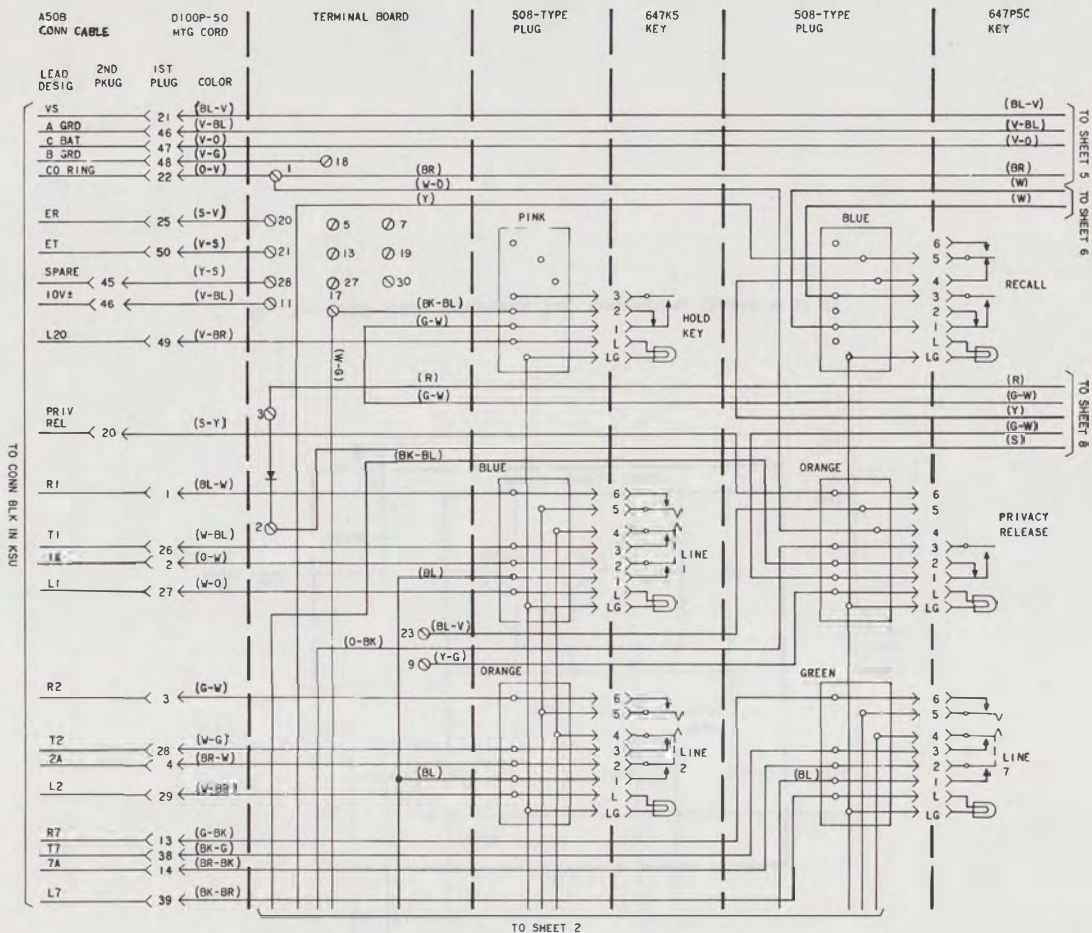 A50B CONN CABLE
D100P-50 MTG CORD
TERMINAL BOARD
508-TYPE PLUG
647K5 KEY
508-TYPE PLUG
647P5C KEY
LEAD DESIG
2ND PKUG
1ST PLUG
COLOR
VS 21 (BL-V) (BL-V)
A GRD 46 (V-BL) (V-BL)
C BAT 47 (V-O) (V-O)
B GRD 48 (V-G) 18
CO RING 22 (O-V) 1 (BR) (BR)
(W-O) (W)
(Y) (W)
TO SHEET 5
TO SHEET 6
PINK
BLUE
ER 25 (S-V) 20 5 7
ET 50 (V-S) 21 13 19
SPARE 45 (Y-S) 28 27 30
10V± 46 (V-BL) 11 17 (BK-BL)
(G-W)
L20 49 (V-BR)
(W-G)
3
2
1
L
LG
HOLD KEY
6
5
4
3
2
1
L
LG
RECALL
(R) (R)
(G-W) (G-W)
(Y)
(G-W)
(S)
TO SHEET 8
3
PRIV REL 20 (S-Y)
(BK-BL)
BLUE
ORANGE
TO CONN BLK IN KSU
R1 1 (BL-W)
2
T1 26 (W-BL)
2 (O-W)
L1 27 (W-O)
(BL)
6
5
4
3
2
1
L
LG
LINE 1
6
5
4
3
2
1
L
LG
PRIVACY RELEASE
23 (BL-V)
(O-BK)
9 (Y-G)
ORANGE
GREEN
R2 3 (G-W)
T2 28 (W-G)
2A 4 (BR-W)
L2 29 (W-BR)
(BL)
6
5
4
3
2
1
L
LG
LINE 2
(BL)
6
5
4
3
2
1
L
LG
LINE 7
R7 13 (G-BK)
T7 38 (BK-G)
7A 14 (BR-BK)
L7 39 (BK-BR)
TO SHEET 2